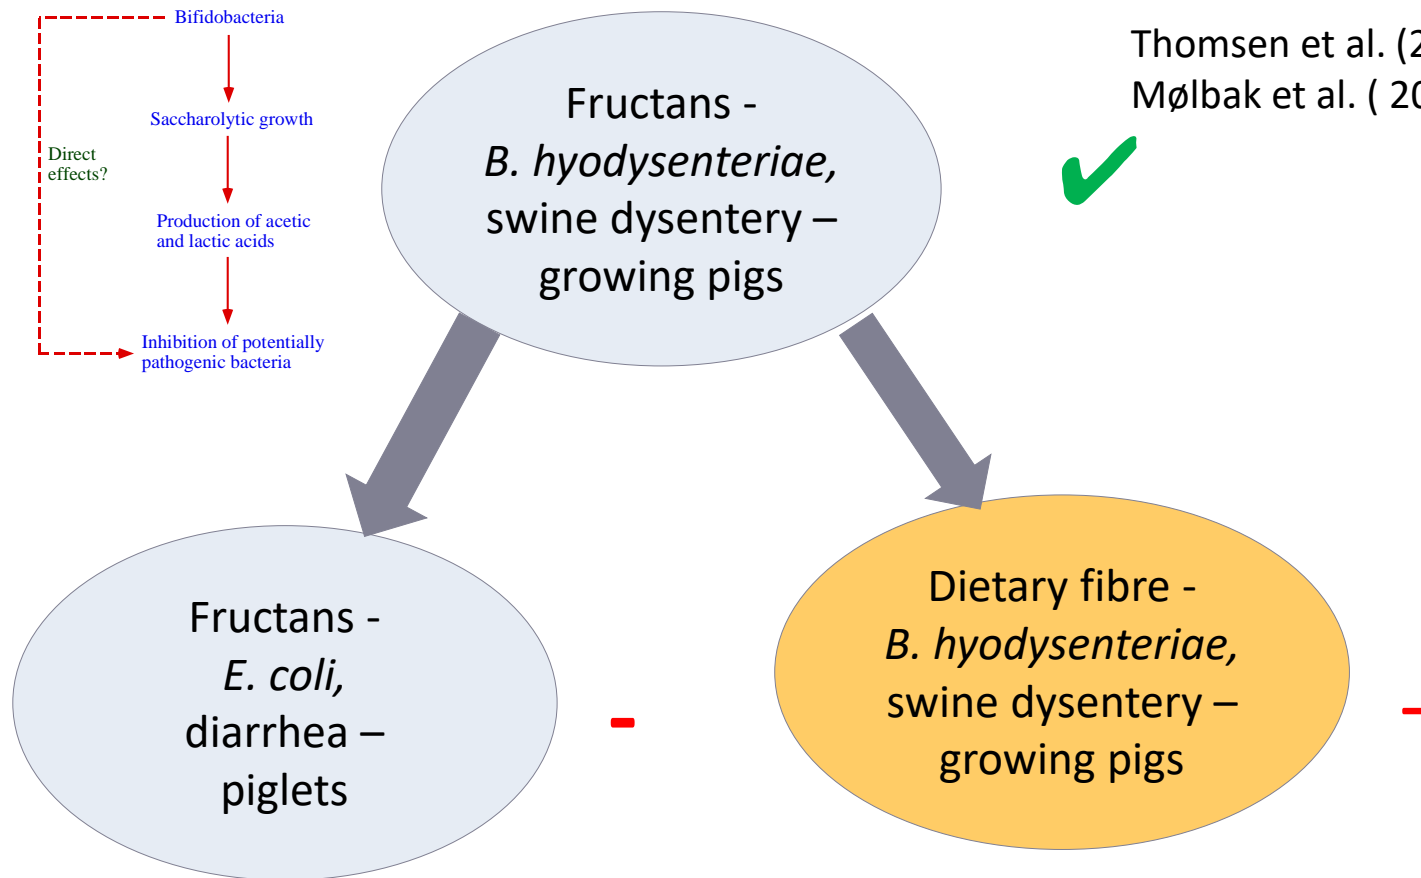 Bifidobacteria
Saccharolytic growth
Direct
effects?
Production of acetic
and lactic acids
Inhibition of potentially
pathogenic bacteria
Fructans -
B. hyodysenteriae,
swine dysentery –
growing pigs
Thomsen et al. (2
Mølbak et al. ( 20
Fructans -
E. coli,
diarrhea –
piglets
-
Dietary fibre -
B. hyodysenteriae,
swine dysentery –
growing pigs
-